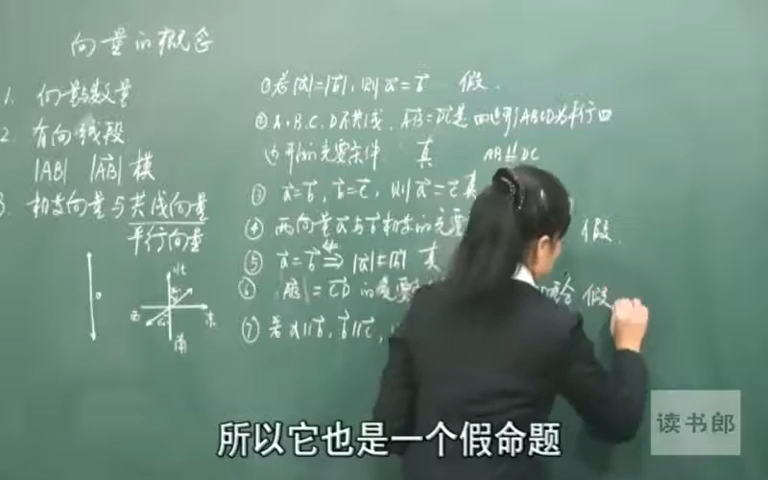 向量的概念
1. 向量与数量
2. 有向线段
|AB| |AB| 模
3. 相等向量与共线向量
平行向量
北
西
东
南
①若|a|=|b|,则a=b 假.
②A、B、C、D不共线, AB=DC是四边形ABCD为平行四
边形的充要条件 真 AB DC
③ a=b, b=c, 则a=c 真
④ 两向量a与b相等的充要 假.
⑤ a=b ⇒ |a|=|b| 真
⑥ =CD 的充要 重合 假
⑦ 若a∥b, b∥c,
所以它也是一个假命题
读书郎